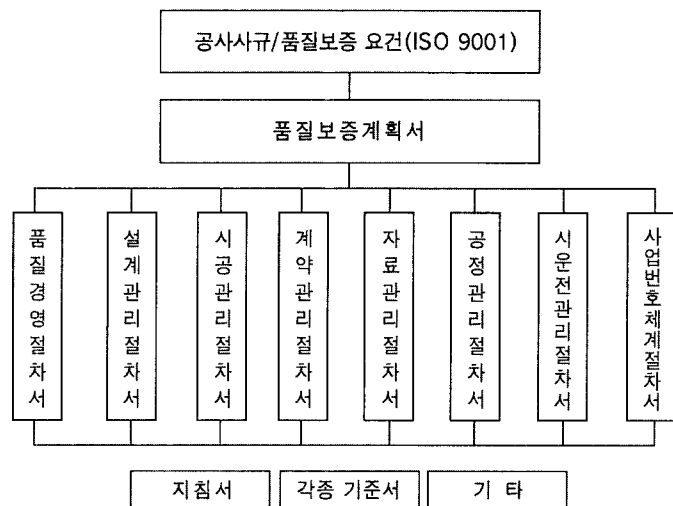 공사사규/품질보증 요건(ISO 9001)
품질보증계획서
품질경영절차서
설계관리절차서
시공관리절차서
계약관리절차서
자료관리절차서
공정관리절차서
시운전관리절차서
사업번호체계절차서
지침서
각종 기준서
기 타